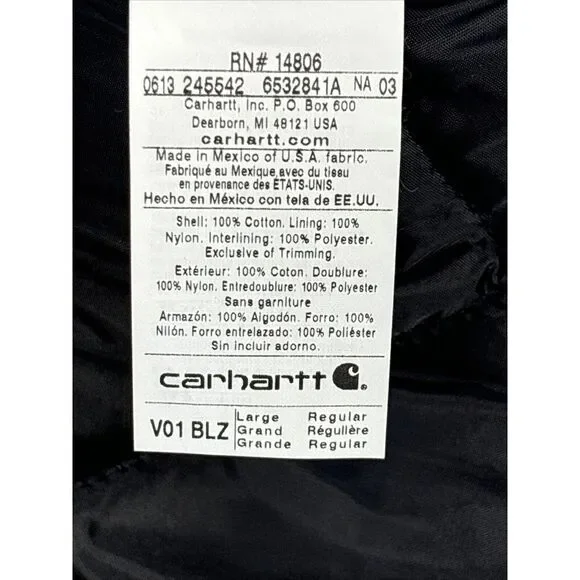 RN# 14806
0613 245542 6532841A NA 03
Carhartt, Inc. P.O. Box 600
Dearborn, MI 48121 USA
carhartt.com
Made in Mexico of U.S.A. fabric.
Fabriqué au Mexique avec du tissu
en provenance des ÉTATS-UNIS.
Hecho en México con tela de EE.UU.
Shell: 100% Cotton. Lining: 100%
Nylon. Interlining: 100% Polyester.
Exclusive of Trimming.
Extérieur: 100% Coton. Doublure:
100% Nylon. Entredoublure: 100% Polyester
Sans garniture
Armazón: 100% Algodón. Forro: 100%
Nilón. Forro entrelazado: 100% Poliéster
Sin incluir adorno.
carhartt
V01 BLZ
Large Regular
Grand Régulière
Grande Regular